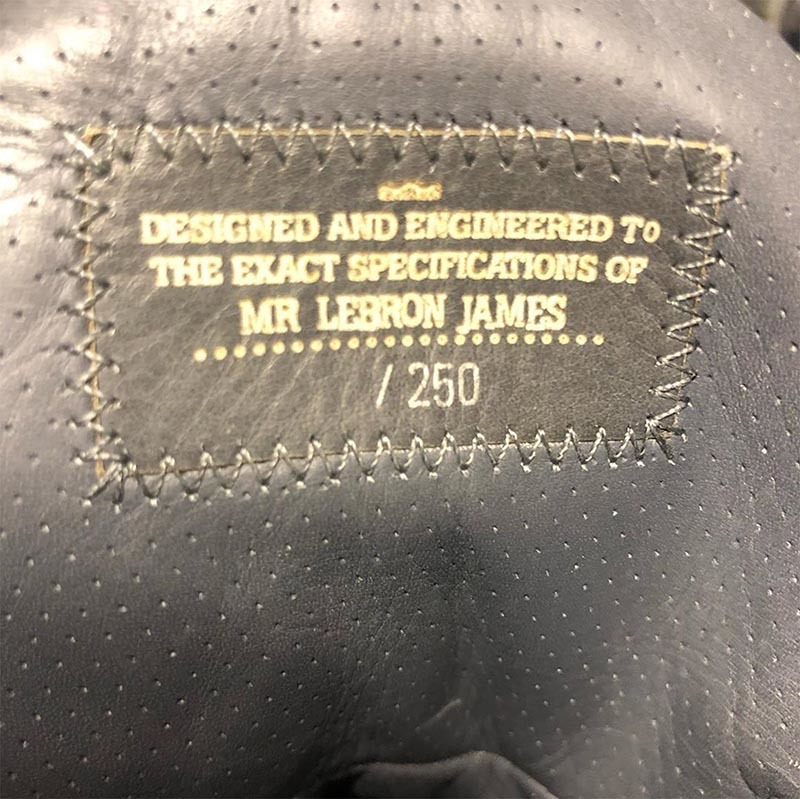 DESIGNED AND ENGINEERED TO
THE EXACT SPECIFICATIONS OF
MR LEBRON JAMES
/ 250